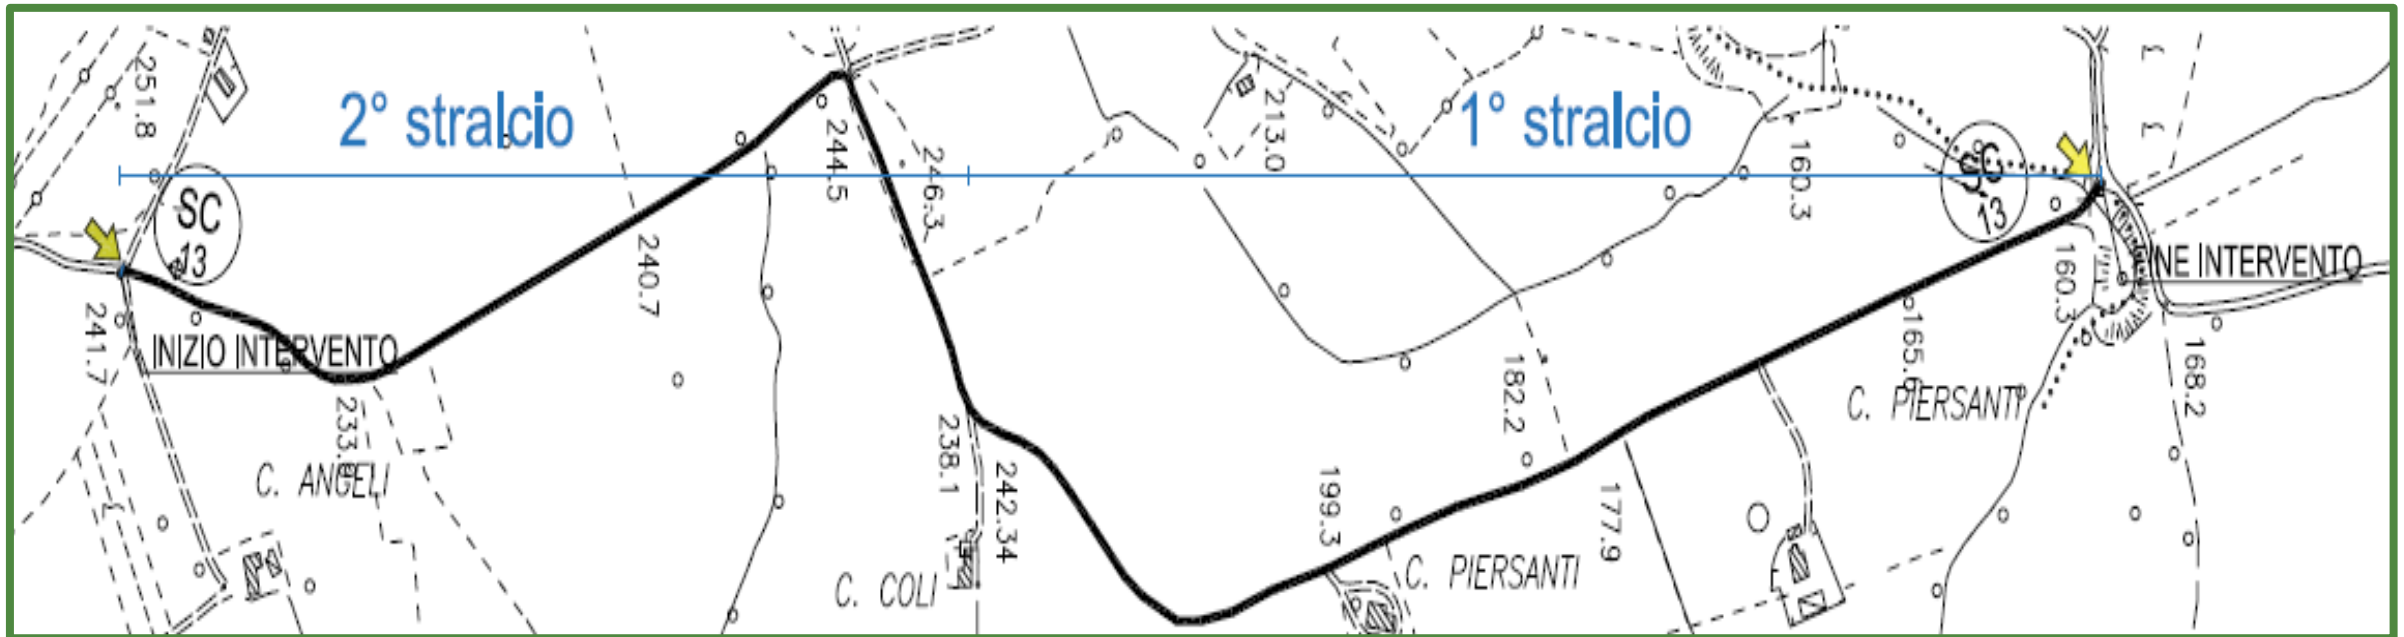 251.8
2° stralcio
244.5
246.3
213.0
1° stralcio
160.3
SC
13
SC
13
240.7
241.7
INIZIO INTERVENTO
160.3
NE INTERVENTO
165.6
168.2
182.2
C. PIERSANTI
233.
C. ANGELI
238.1
242.34
199.3
177.9
C. COLI
C. PIERSANTI